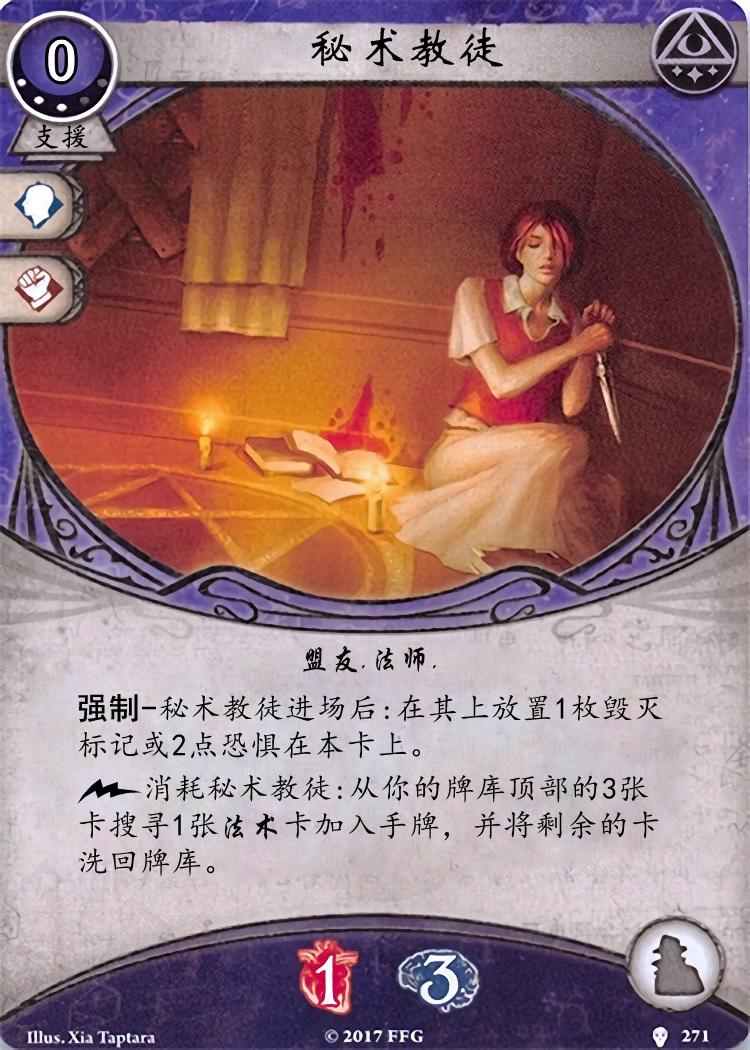 0
秘术教徒
支援
盟友.法师.
强制-秘术教徒进场后:在其上放置1枚毁灭
标记或2点恐惧在本卡上。
消耗秘术教徒:从你的牌库顶部的3张
卡搜寻1张法术卡加入手牌，并将剩余的卡
洗回牌库。
1
3
Illus. Xia Taptara
© 2017 FFG
271